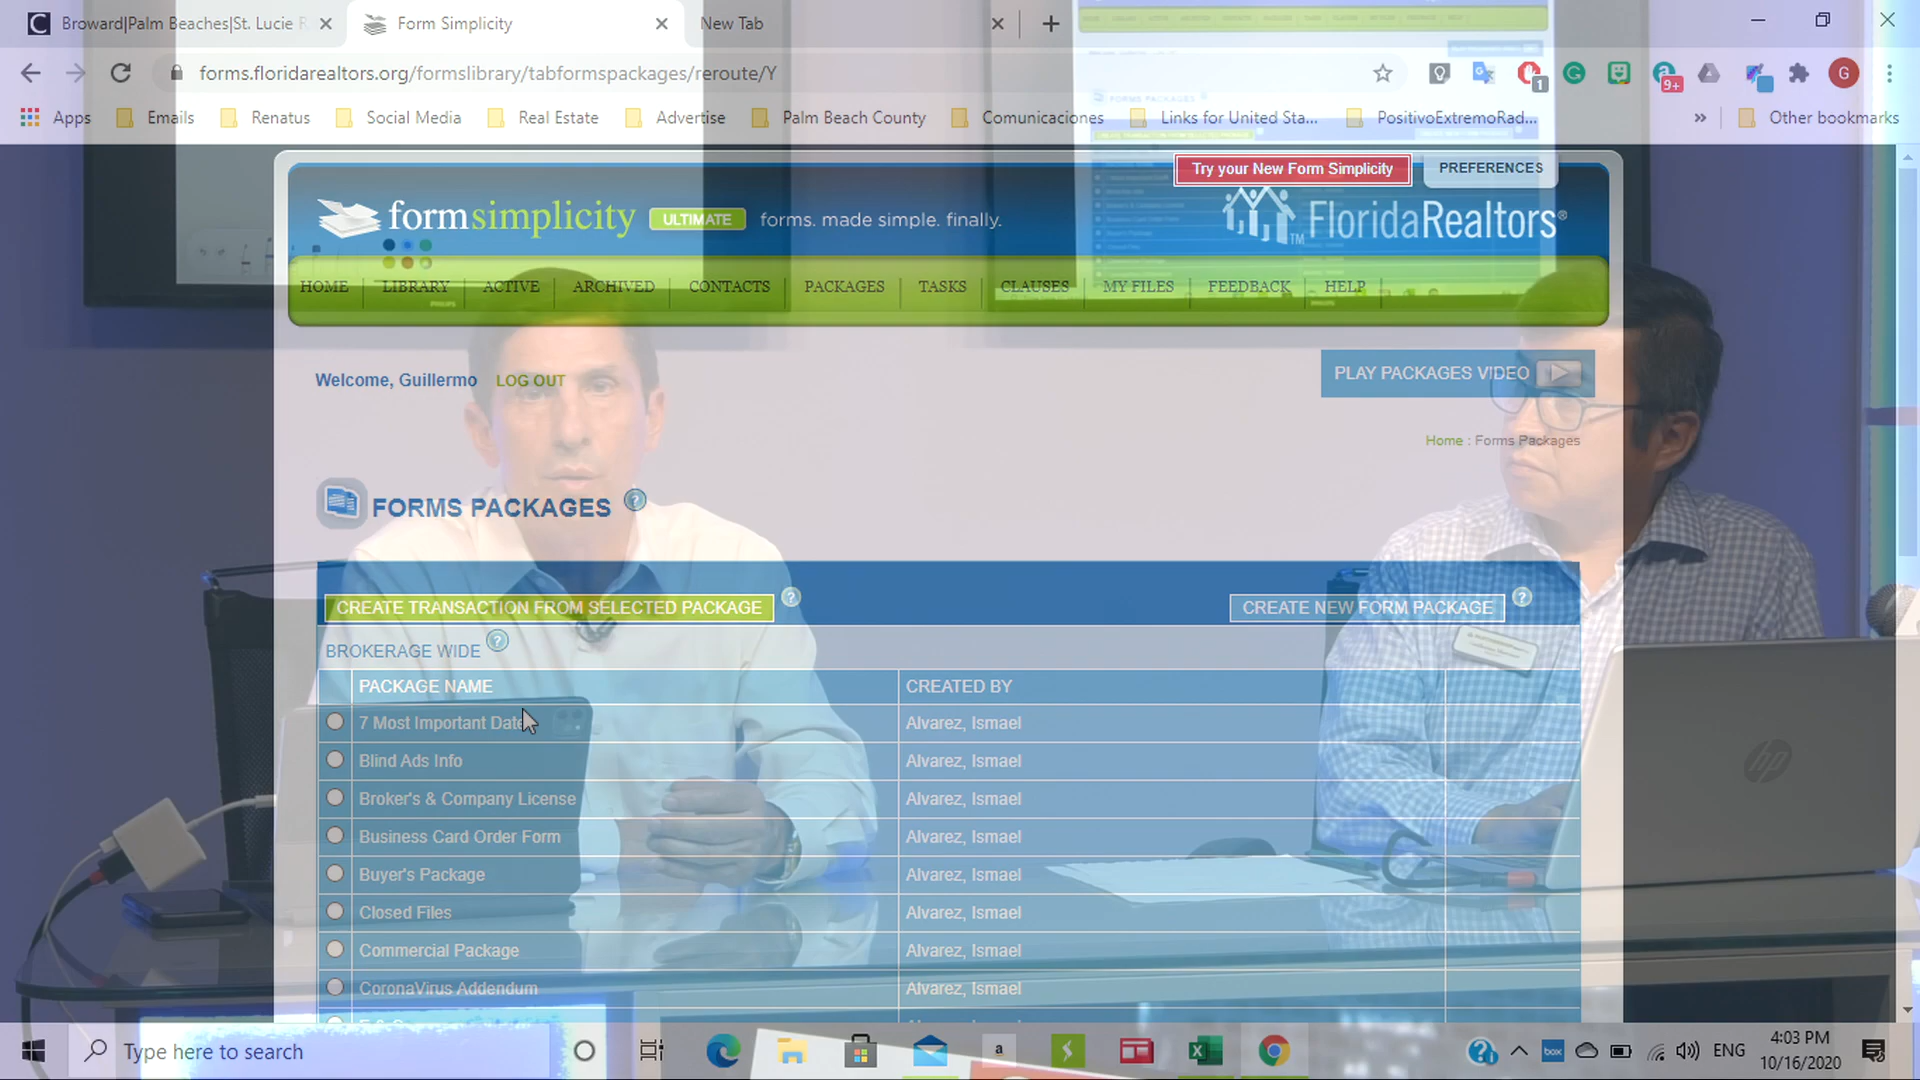 Broward|Palm Beaches|St. Lucie R
Form Simplicity
New Tab
forms.floridarealtors.org/formslibrary/tabformspackages/reroute/Y
1
9+
G
Apps
Emails
Renatus
Social Media
Real Estate
Advertise
Palm Beach County
Comunicaciones
Links for United Sta...
PositivoExtremoRad...
Other bookmarks
Try your New Form Simplicity
PREFERENCES
formsimplicity
ULTIMATE
forms. made simple. finally.
FloridaRealtors®
TM
HOME
LIBRARY
ACTIVE
ARCHIVED
CONTACTS
PACKAGES
TASKS
CLAUSES
MY FILES
FEEDBACK
HELP
Welcome, Guillermo
LOG OUT
PLAY PACKAGES VIDEO
Home : Forms Packages
FORMS PACKAGES
CREATE TRANSACTION FROM SELECTED PACKAGE
CREATE NEW FORM PACKAGE
BROKERAGE WIDE
PACKAGE NAME
CREATED BY
7 Most Important Date
Alvarez, Ismael
Blind Ads Info
Alvarez, Ismael
Broker's & Company License
Alvarez, Ismael
Business Card Order Form
Alvarez, Ismael
Buyer's Package
Alvarez, Ismael
Closed Files
Alvarez, Ismael
Commercial Package
Alvarez, Ismael
CoronaVirus Addendum
Alvarez, Ismael
hp
Type here to search
a
box
ENG
4:03 PM
10/16/2020